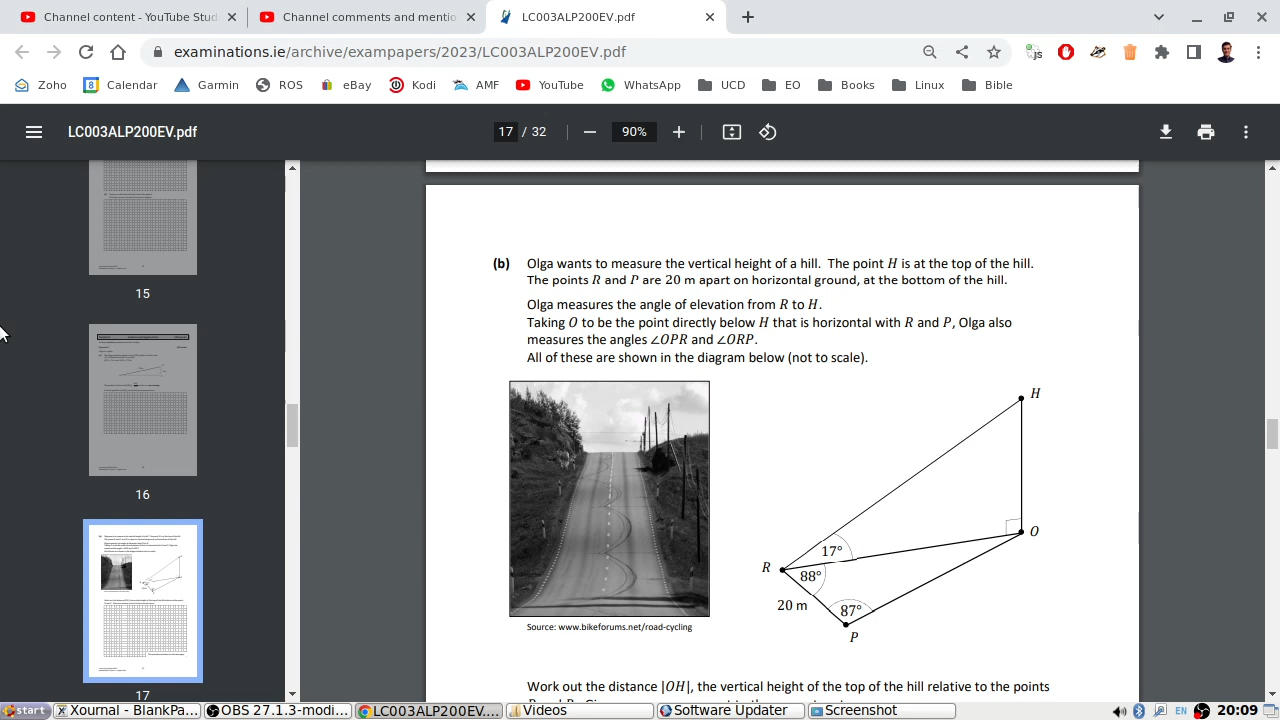 Channel content - YouTube Stud
Channel comments and mentio
LC003ALP200EV.pdf
examinations.ie/archive/exampapers/2023/LC003ALP200EV.pdf
Zoho
Calendar
Garmin
ROS
eBay
Kodi
AMF
YouTube
WhatsApp
UCD
EO
Books
Linux
Bible
LC003ALP200EV.pdf
17 / 32
90%
15
16
17
(b) Olga wants to measure the vertical height of a hill. The point H is at the top of the hill.
The points R and P are 20 m apart on horizontal ground, at the bottom of the hill.
Olga measures the angle of elevation from R to H.
Taking O to be the point directly below H that is horizontal with R and P, Olga also
measures the angles ∠OPR and ∠ORP.
All of these are shown in the diagram below (not to scale).
H
O
17°
R
88°
20 m
87°
P
Source: www.bikeforums.net/road-cycling
Work out the distance |OH|, the vertical height of the top of the hill relative to the points
start
Xournal - BlankPa...
OBS 27.1.3-modi...
LC003ALP200EV....
Videos
Software Updater
Screenshot
EN
20:09